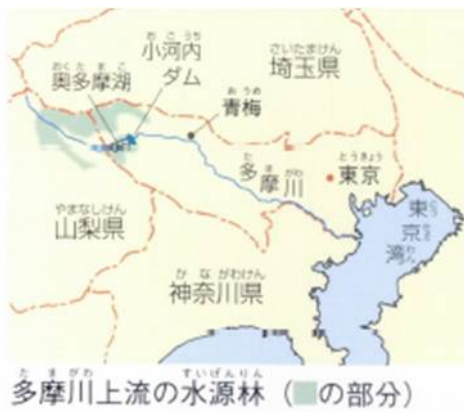 小河内
ダム
奥多摩湖
埼玉県
青梅
多摩川
東京
山梨県
東京湾
神奈川県
多摩川上流の水源林（■の部分）